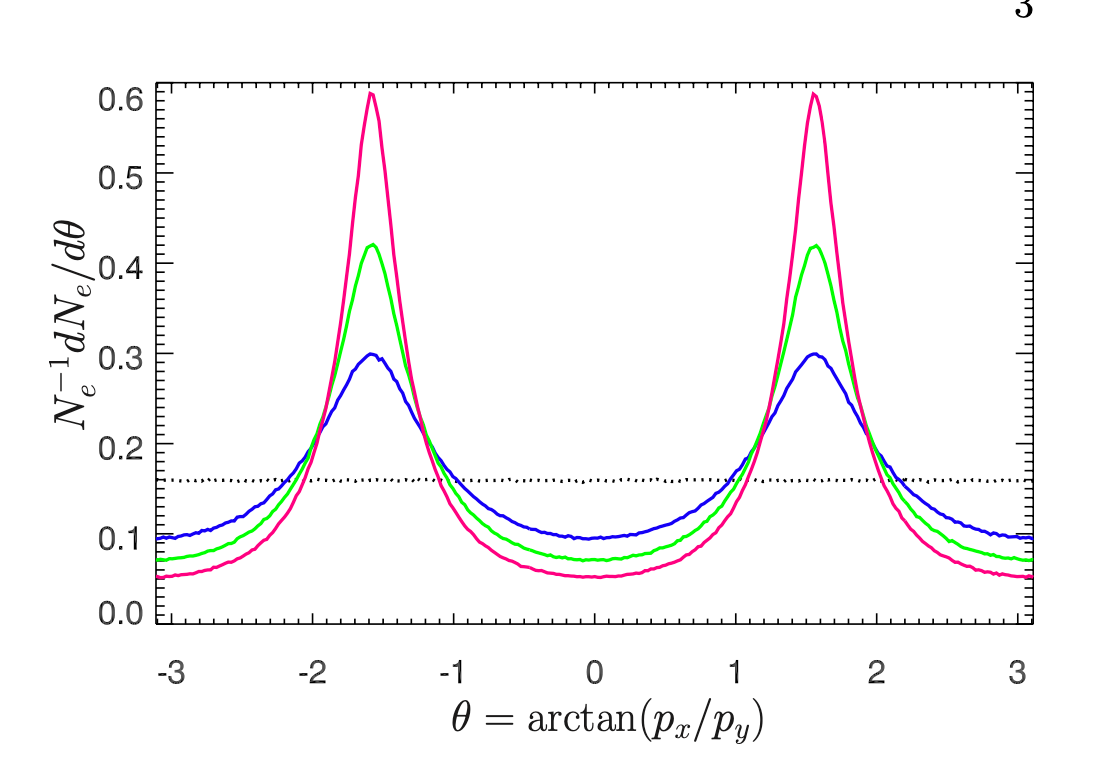 3
0.6
0.5
0.4
0.3
0.2
0.1
0.0
N_e^{-1}dN_e/dθ
-3 -2 -1 0 1 2 3
θ = arctan(p_x/p_y)